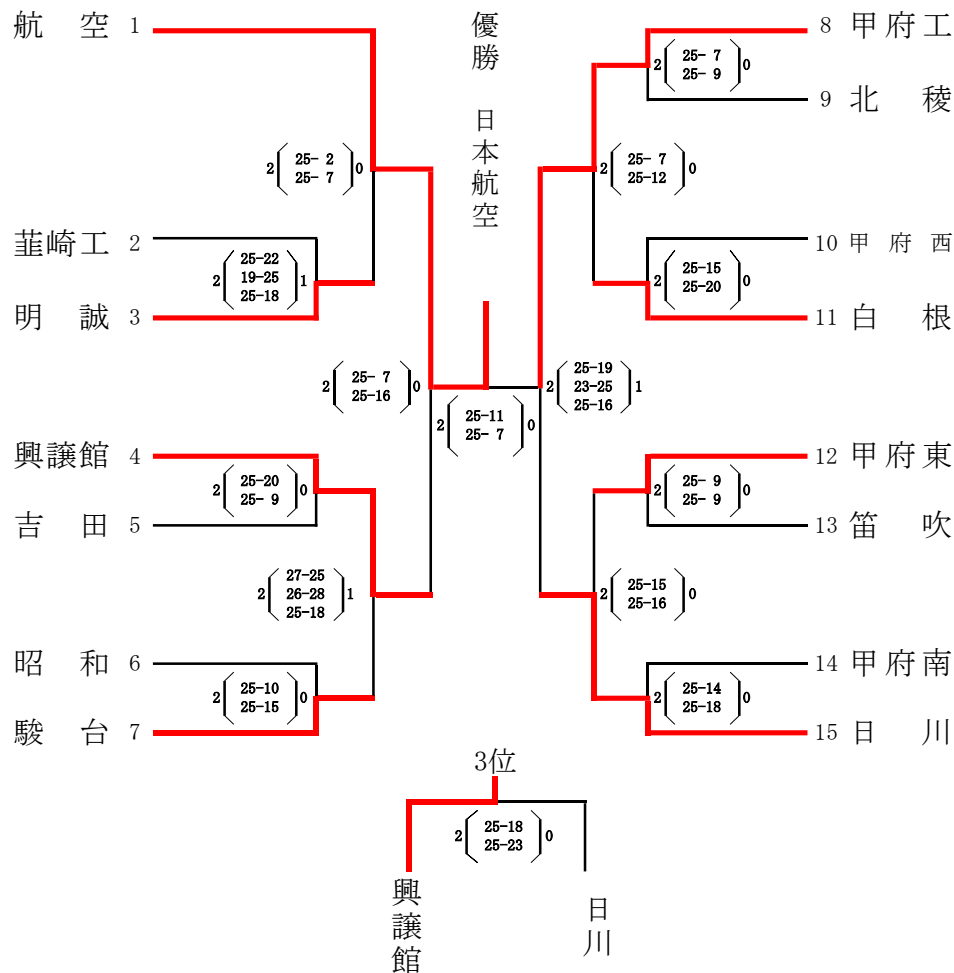 航空 1
2 25- 2 0
25- 7
韮崎工 2
2 25-22 1
19-25
25-18
明誠 3
2 25- 7 0
25-16
興譲館 4
2 25-20 0
25- 9
吉田 5
2 27-25 1
26-28
25-18
昭和 6
2 25-10 0
25-15
駿台 7
優勝 日本航空
2 25-11 0
25- 7
8 甲府工
2 25- 7 0
25- 9
9 北稜
2 25- 7 0
25-12
10 甲府西
2 25-15 0
25-20
11 白根
2 25-19 1
23-25
25-16
12 甲府東
2 25- 9 0
25- 9
13 笛吹
2 25-15 0
25-16
14 甲府南
2 25-14 0
25-18
15 日川
3位
2 25-18 0
25-23
興譲館
日川